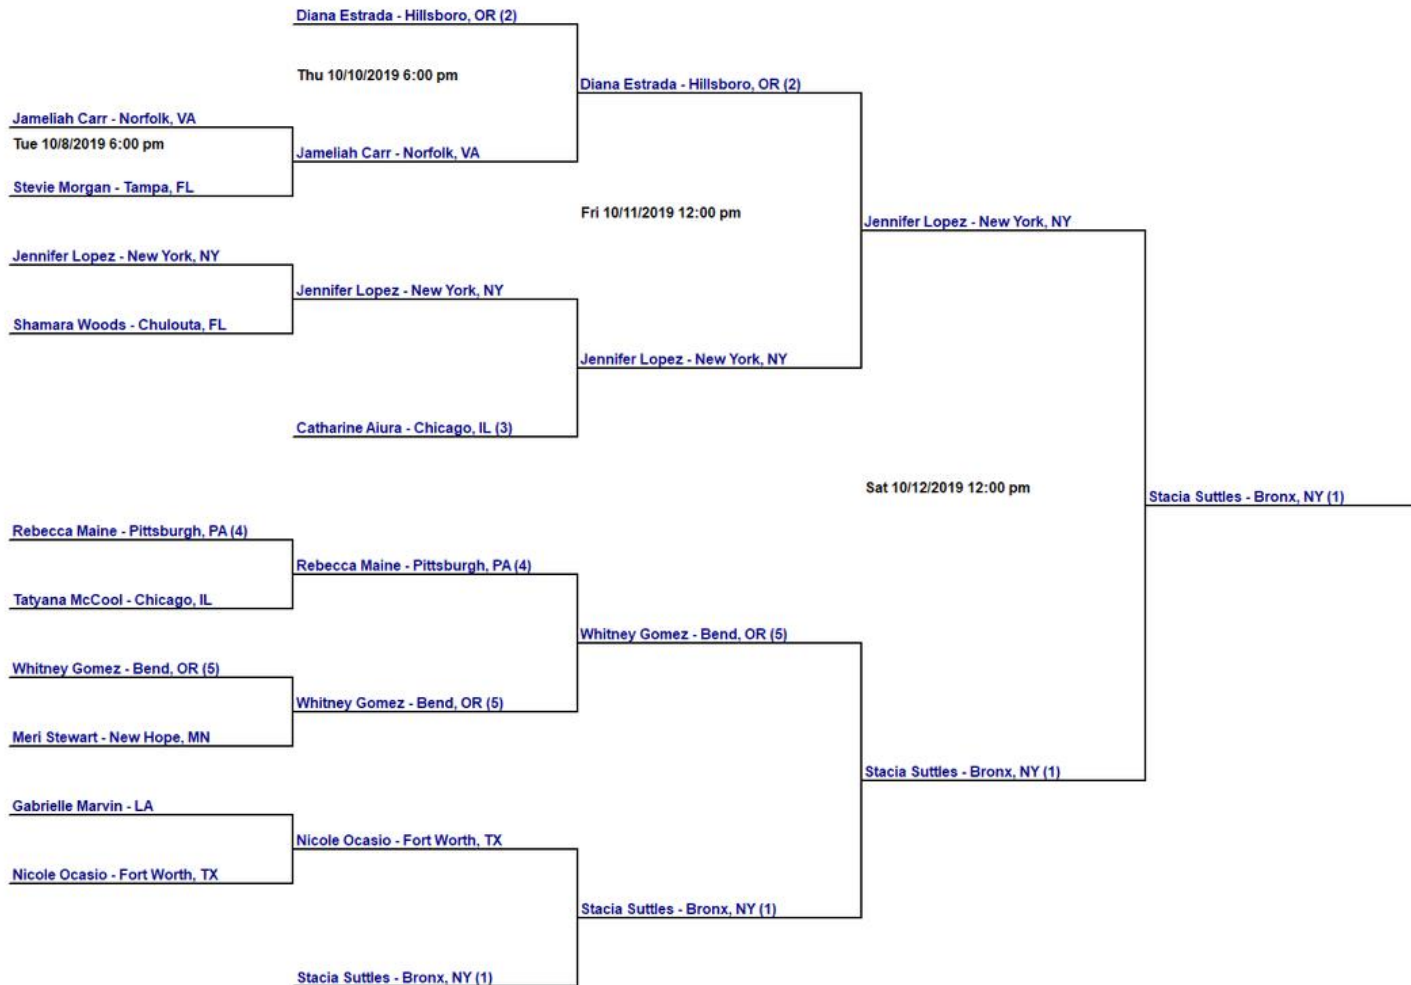 Diana Estrada - Hillsboro, OR (2)
Thu 10/10/2019 6:00 pm
Diana Estrada - Hillsboro, OR (2)
Jameliah Carr - Norfolk, VA
Tue 10/8/2019 6:00 pm
Jameliah Carr - Norfolk, VA
Stevie Morgan - Tampa, FL
Fri 10/11/2019 12:00 pm
Jennifer Lopez - New York, NY
Jennifer Lopez - New York, NY
Jennifer Lopez - New York, NY
Shamara Woods - Chulouta, FL
Jennifer Lopez - New York, NY
Catharine Aiura - Chicago, IL (3)
Sat 10/12/2019 12:00 pm
Stacia Suttles - Bronx, NY (1)
Rebecca Maine - Pittsburgh, PA (4)
Rebecca Maine - Pittsburgh, PA (4)
Tatyana McCool - Chicago, IL
Whitney Gomez - Bend, OR (5)
Whitney Gomez - Bend, OR (5)
Whitney Gomez - Bend, OR (5)
Meri Stewart - New Hope, MN
Stacia Suttles - Bronx, NY (1)
Gabrielle Marvin - LA
Nicole Ocasio - Fort Worth, TX
Nicole Ocasio - Fort Worth, TX
Stacia Suttles - Bronx, NY (1)
Stacia Suttles - Bronx, NY (1)